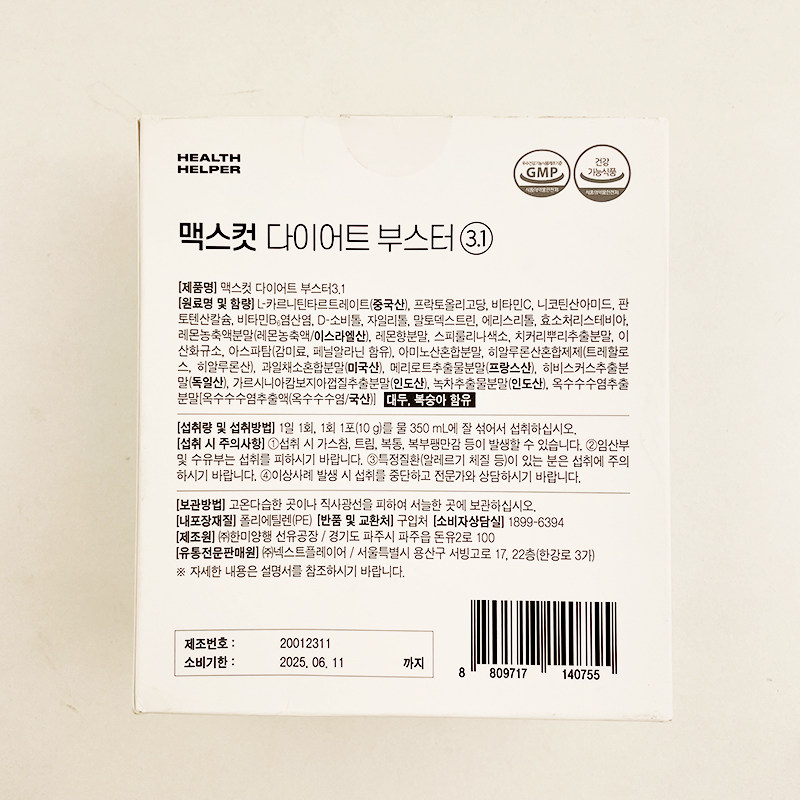 HEALTH
HELPER
GMP
건강
기능식품
맥스컷 다이어트 부스터 3.1
[제품명] 맥스컷 다이어트 부스터3.1
[원료명 및 함량] L-카르니틴타르트레이트(중국산), 프락토올리고당, 비타민C, 니코틴산아미드, 판
토텐산칼슘, 비타민B₆염산염, D-소비톨, 자일리톨, 말토덱스트린, 에리스리톨, 효소처리스테비아,
레몬농축액분말(레몬농축액/이스라엘산), 레몬향분말, 스피룰리나색소, 치커리뿌리추출분말, 이
산화규소, 아스파탐(감미료, 페닐알라닌 함유), 아미노산혼합분말, 히알루론산혼합제제(트레할로
스, 히알루론산), 과일채소혼합분말(미국산), 메리로트추출물분말(프랑스산), 히비스커스추출분
말(독일산), 가르시니아캄보지아껍질추출분말(인도산), 녹차추출물분말(인도산), 옥수수수염추출
분말[옥수수수염추출액(옥수수수염/국산)] 대두, 복숭아 함유
[섭취량 및 섭취방법] 1일 1회, 1회 1포(10 g)를 물 350 mL에 잘 섞어서 섭취하십시오.
[섭취 시 주의사항] ①섭취 시 가스참, 트림, 복통, 복부팽만감 등이 발생할 수 있습니다. ②임산부
및 수유부는 섭취를 피하시기 바랍니다. ③특정질환(알레르기 체질 등)이 있는 분은 섭취에 주의
하시기 바랍니다. ④이상사례 발생 시 섭취를 중단하고 전문가와 상담하시기 바랍니다.
[보관방법] 고온다습한 곳이나 직사광선을 피하여 서늘한 곳에 보관하십시오.
[내포장재질] 폴리에틸렌(PE) [반품 및 교환처] 구입처 [소비자상담실] 1899-6394
[제조원] ㈜한미양행 선유공장 / 경기도 파주시 파주읍 돈유2로 100
[유통전문판매원] ㈜넥스트플레이어 / 서울특별시 용산구 서빙고로 17, 22층(한강로 3가)
※ 자세한 내용은 설명서를 참조하시기 바랍니다.
제조번호 : 20012311
소비기한 : 2025. 06. 11 까지
8 809717 140755